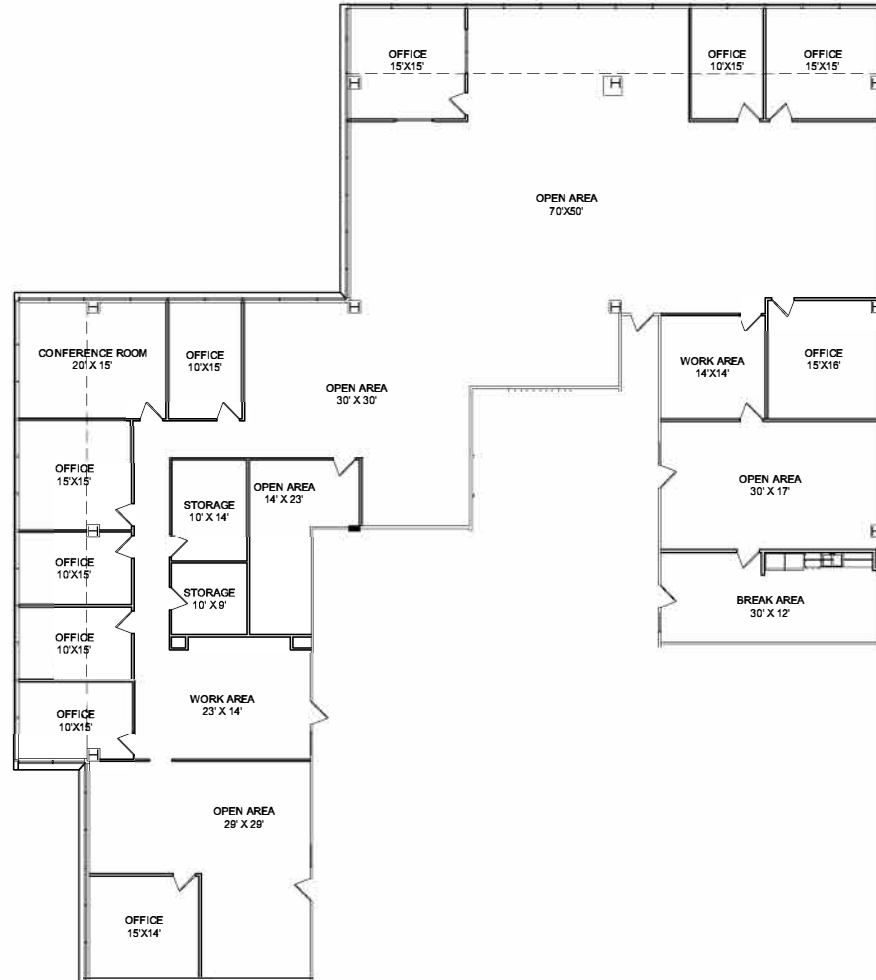 OFFICE
15'X15'
OFFICE
10'X15'
OFFICE
15'X15'
OPEN AREA
70'X50'
CONFERENCE ROOM
20' X 15'
OFFICE
10'X15'
OPEN AREA
30' X 30'
WORK AREA
14'X14'
OFFICE
15'X16'
OFFICE
15'X15'
STORAGE
10' X 14'
OPEN AREA
14' X 23'
OPEN AREA
30' X 17'
OFFICE
10'X15'
STORAGE
10' X 9'
BREAK AREA
30' X 12'
OFFICE
10'X15'
OFFICE
10'X15'
WORK AREA
23' X 14'
OPEN AREA
29' X 29'
OFFICE
15'X14'